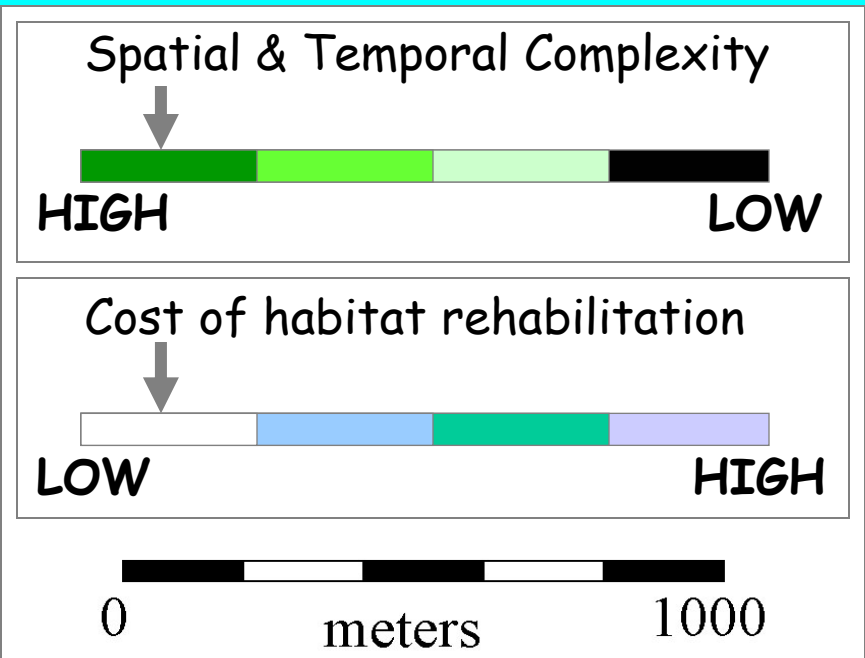 Spatial & Temporal Complexity
HIGH LOW
Cost of habitat rehabilitation
LOW HIGH
0 meters 1000